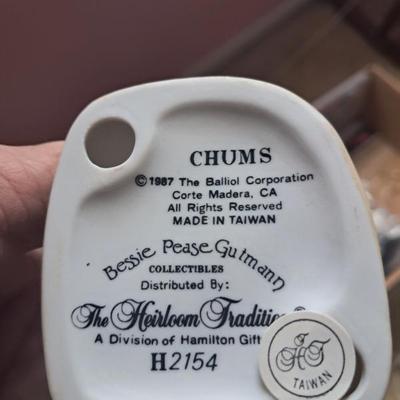 CHUMS
©1987 The Balliol Corporation
Corte Madera, CA
All Rights Reserved
MADE IN TAIWAN
Bessie Pease Gutmann
COLLECTIBLES
Distributed By:
The Heirloom Tradition®
A Division of Hamilton Gift
H2154
HT
TAIWAN